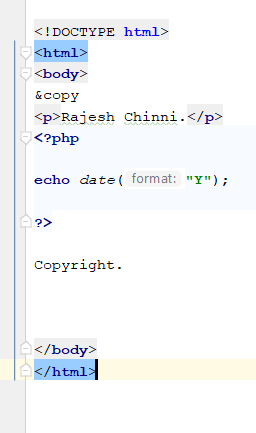 <!DOCTYPE html>
<html>
<body>
&copy
<p>Rajesh Chinni.</p>
<?php
echo date( format: "Y");
?>
Copyright.
</body>
</html>